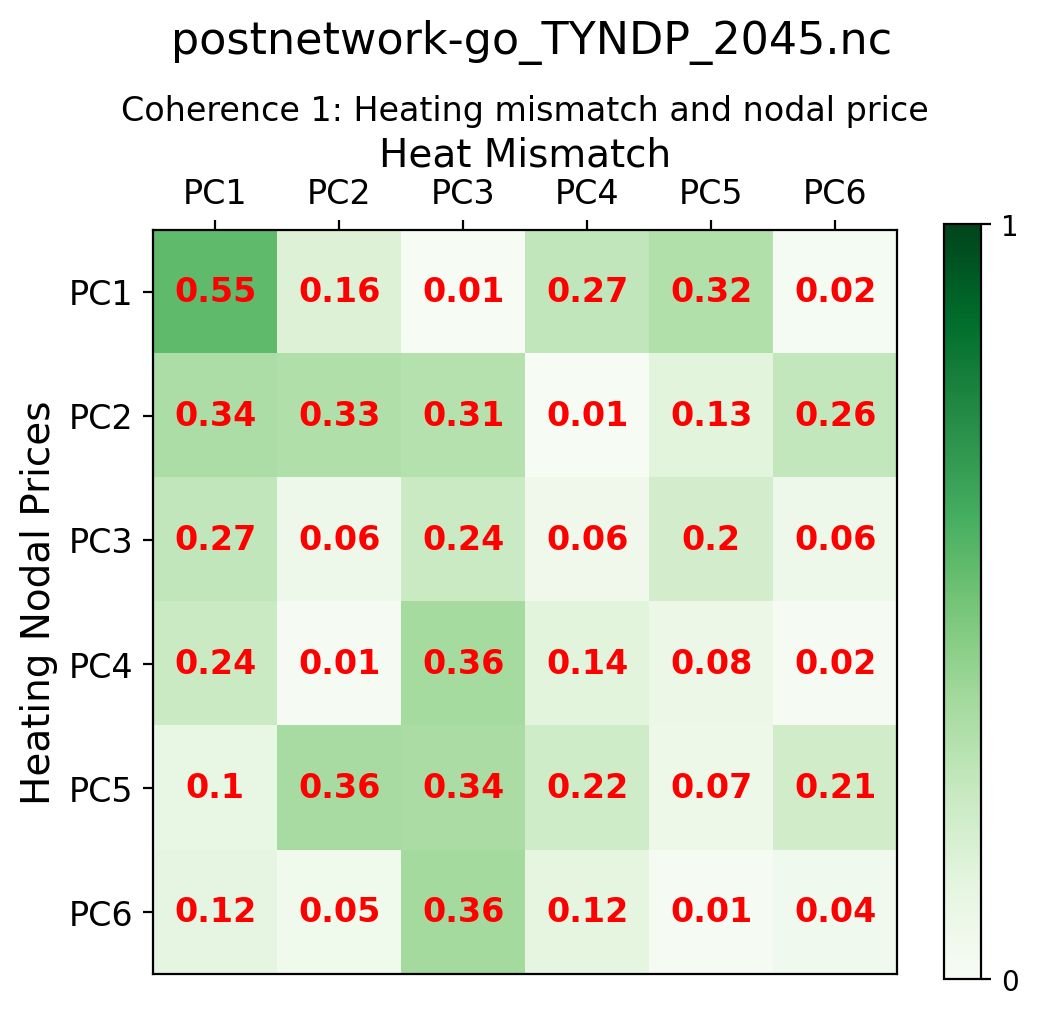 postnetwork-go_TYNDP_2045.nc
Coherence 1: Heating mismatch and nodal price
Heat Mismatch
PC1 PC2 PC3 PC4 PC5 PC6
1
PC1 0.55 0.16 0.01 0.27 0.32 0.02
PC2 0.34 0.33 0.31 0.01 0.13 0.26
PC3 0.27 0.06 0.24 0.06 0.2 0.06
Heating Nodal Prices
PC4 0.24 0.01 0.36 0.14 0.08 0.02
PC5 0.1 0.36 0.34 0.22 0.07 0.21
PC6 0.12 0.05 0.36 0.12 0.01 0.04
0